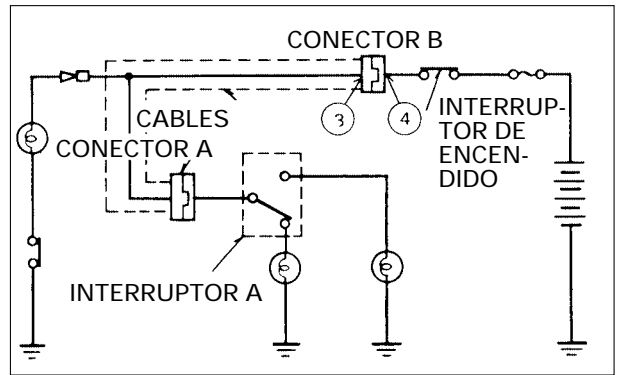 CONECTOR B
CABLES
3
4
INTERRUP-
TOR DE
ENCEN-
DIDO
CONECTOR A
INTERRUPTOR A